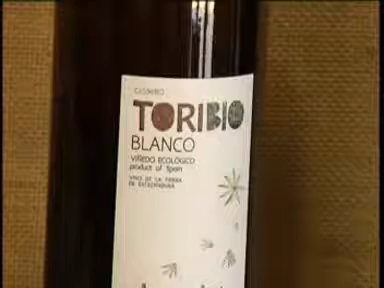 TORIBIO
BLANCO
VIÑEDO ECOLÓGICO
product of Spain
VINO DE LA TIERRA
DE EXTREMADURA